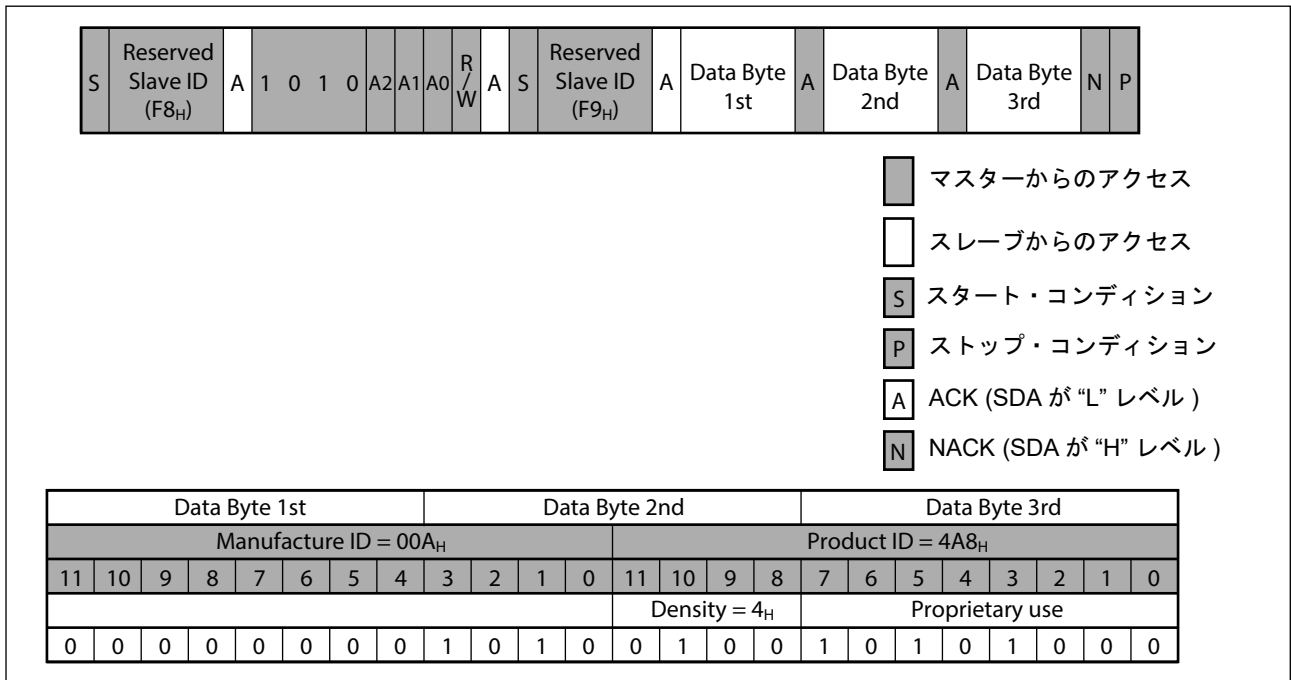 S Reserved Slave ID (F8H) A 1 0 1 0 A2 A1 A0 R/W A S Reserved Slave ID (F9H) A Data Byte 1st A Data Byte 2nd A Data Byte 3rd N P
マスターからのアクセス
スレーブからのアクセス
S スタート・コンディション
P ストップ・コンディション
A ACK (SDA が “L” レベル )
N NACK (SDA が “H” レベル )
Data Byte 1st Data Byte 2nd Data Byte 3rd
Manufacture ID = 00AH Product ID = 4A8H
11 10 9 8 7 6 5 4 3 2 1 0 11 10 9 8 7 6 5 4 3 2 1 0
Density = 4H Proprietary use
0 0 0 0 0 0 0 0 1 0 1 0 0 1 0 0 1 0 1 0 1 0 0 0